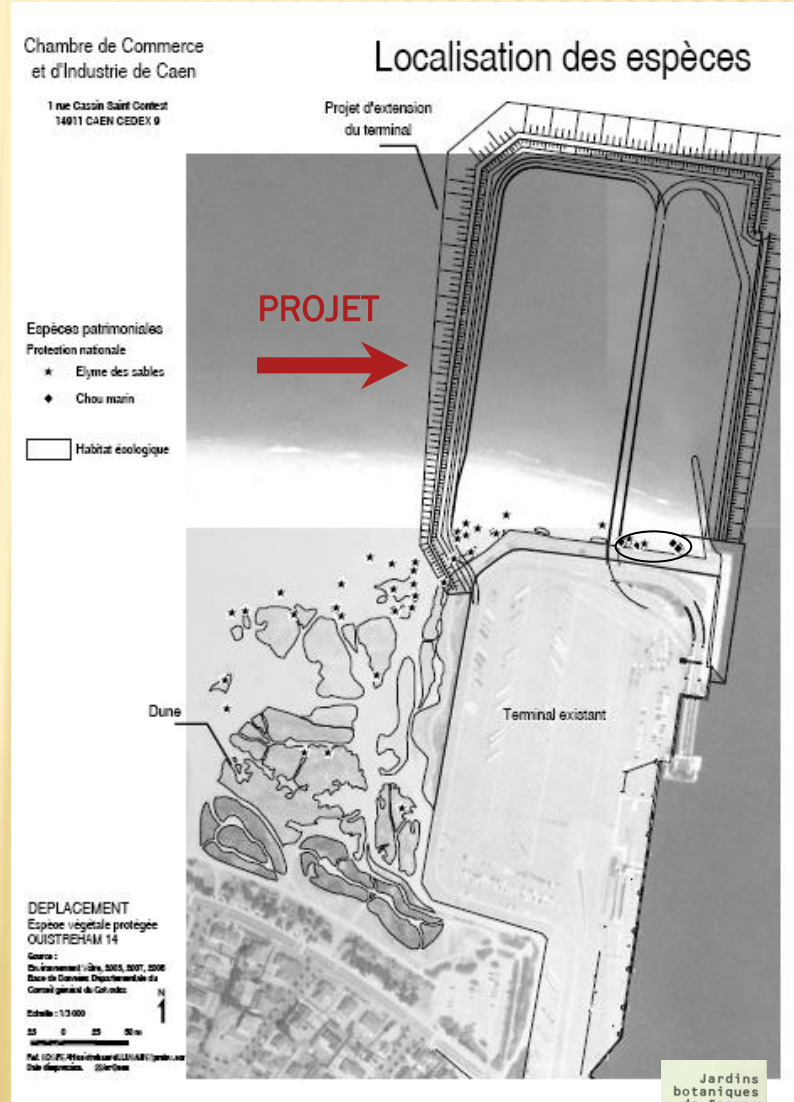 Chambre de Commerce
et d'Industrie de Caen
Localisation des espèces
1 rue Cassin Saint Contest
14911 CAEN CEDEX 9
Projet d'extension
du terminal
PROJET
Espèces patrimoniales
Protection nationale
Elyme des sables
Chou marin
Habitat écologique
Dune
Terminal existant
DEPLACEMENT
Espèce végétale protégée
OUISTREHAM 14
Source :
Base de Données Départementale du
Conseil général du Calvados
N
Echelle : 1/3 000
25 0 25 50 m
Jardins
botaniques